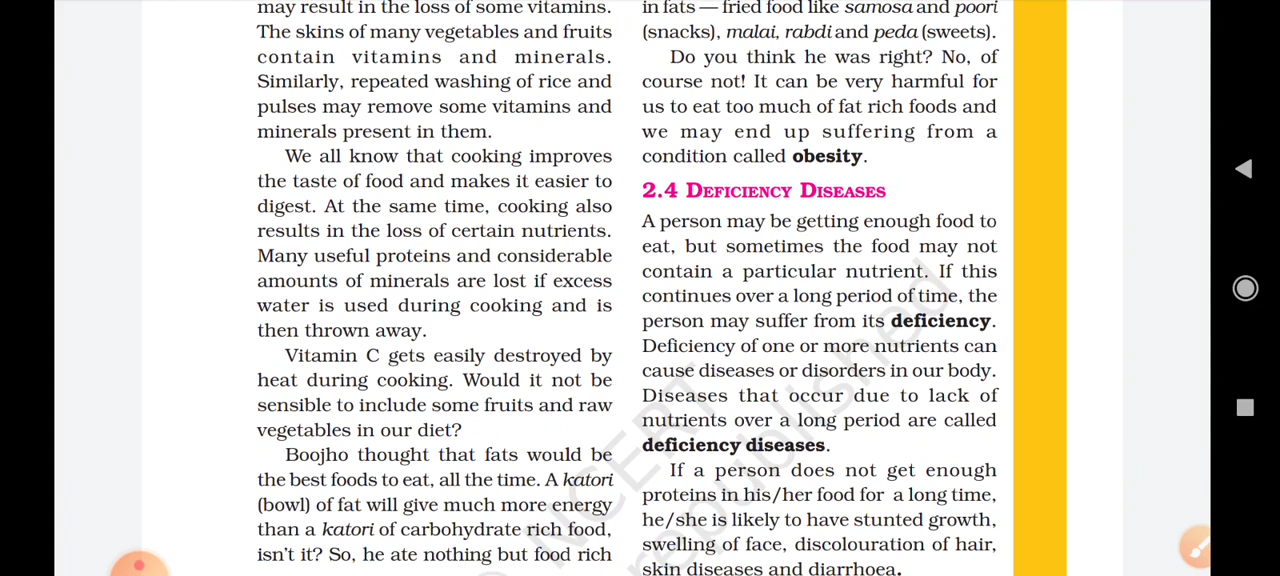 may result in the loss of some vitamins.
The skins of many vegetables and fruits
contain vitamins and minerals.
Similarly, repeated washing of rice and
pulses may remove some vitamins and
minerals present in them.
We all know that cooking improves
the taste of food and makes it easier to
digest. At the same time, cooking also
results in the loss of certain nutrients.
Many useful proteins and considerable
amounts of minerals are lost if excess
water is used during cooking and is
then thrown away.
Vitamin C gets easily destroyed by
heat during cooking. Would it not be
sensible to include some fruits and raw
vegetables in our diet?
Boojho thought that fats would be
the best foods to eat, all the time. A katori
(bowl) of fat will give much more energy
than a katori of carbohydrate rich food,
isn't it? So, he ate nothing but food rich
in fats — fried food like samosa and poori
(snacks), malai, rabdi and peda (sweets).
Do you think he was right? No, of
course not! It can be very harmful for
us to eat too much of fat rich foods and
we may end up suffering from a
condition called obesity.
2.4 DEFICIENCY DISEASES
A person may be getting enough food to
eat, but sometimes the food may not
contain a particular nutrient. If this
continues over a long period of time, the
person may suffer from its deficiency.
Deficiency of one or more nutrients can
cause diseases or disorders in our body.
Diseases that occur due to lack of
nutrients over a long period are called
deficiency diseases.
If a person does not get enough
proteins in his/her food for a long time,
he/she is likely to have stunted growth,
swelling of face, discolouration of hair,
skin diseases and diarrhoea.
© NCERT
republished